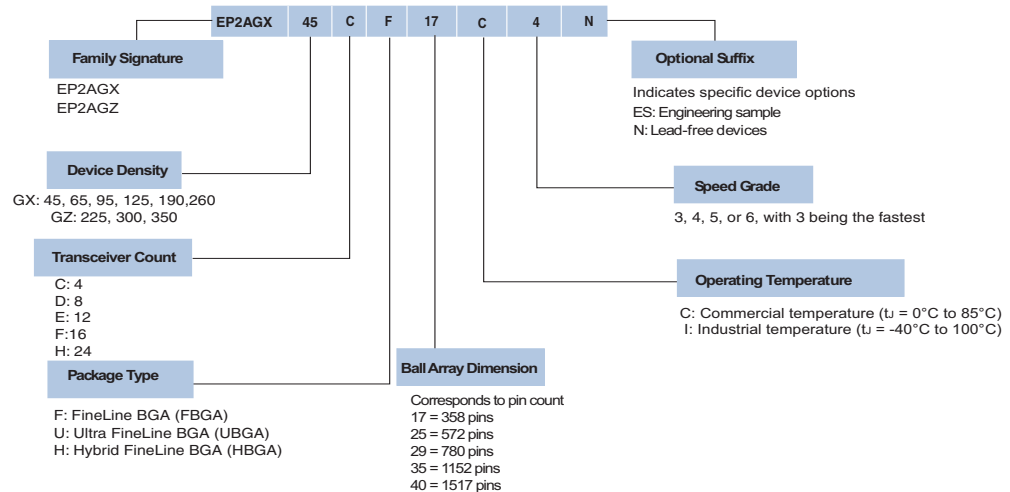 EP2AGX 45 C F 17 C 4 N
Family Signature
EP2AGX
EP2AGZ
Optional Suffix
Indicates specific device options
ES: Engineering sample
N: Lead-free devices
Device Density
GX: 45, 65, 95, 125, 190,260
GZ: 225, 300, 350
Speed Grade
3, 4, 5, or 6, with 3 being the fastest
Transceiver Count
C: 4
D: 8
E: 12
F:16
H: 24
Operating Temperature
C: Commercial temperature (tJ = 0°C to 85°C)
I: Industrial temperature (tJ = -40°C to 100°C)
Package Type
F: FineLine BGA (FBGA)
U: Ultra FineLine BGA (UBGA)
H: Hybrid FineLine BGA (HBGA)
Ball Array Dimension
Corresponds to pin count
17 = 358 pins
25 = 572 pins
29 = 780 pins
35 = 1152 pins
40 = 1517 pins